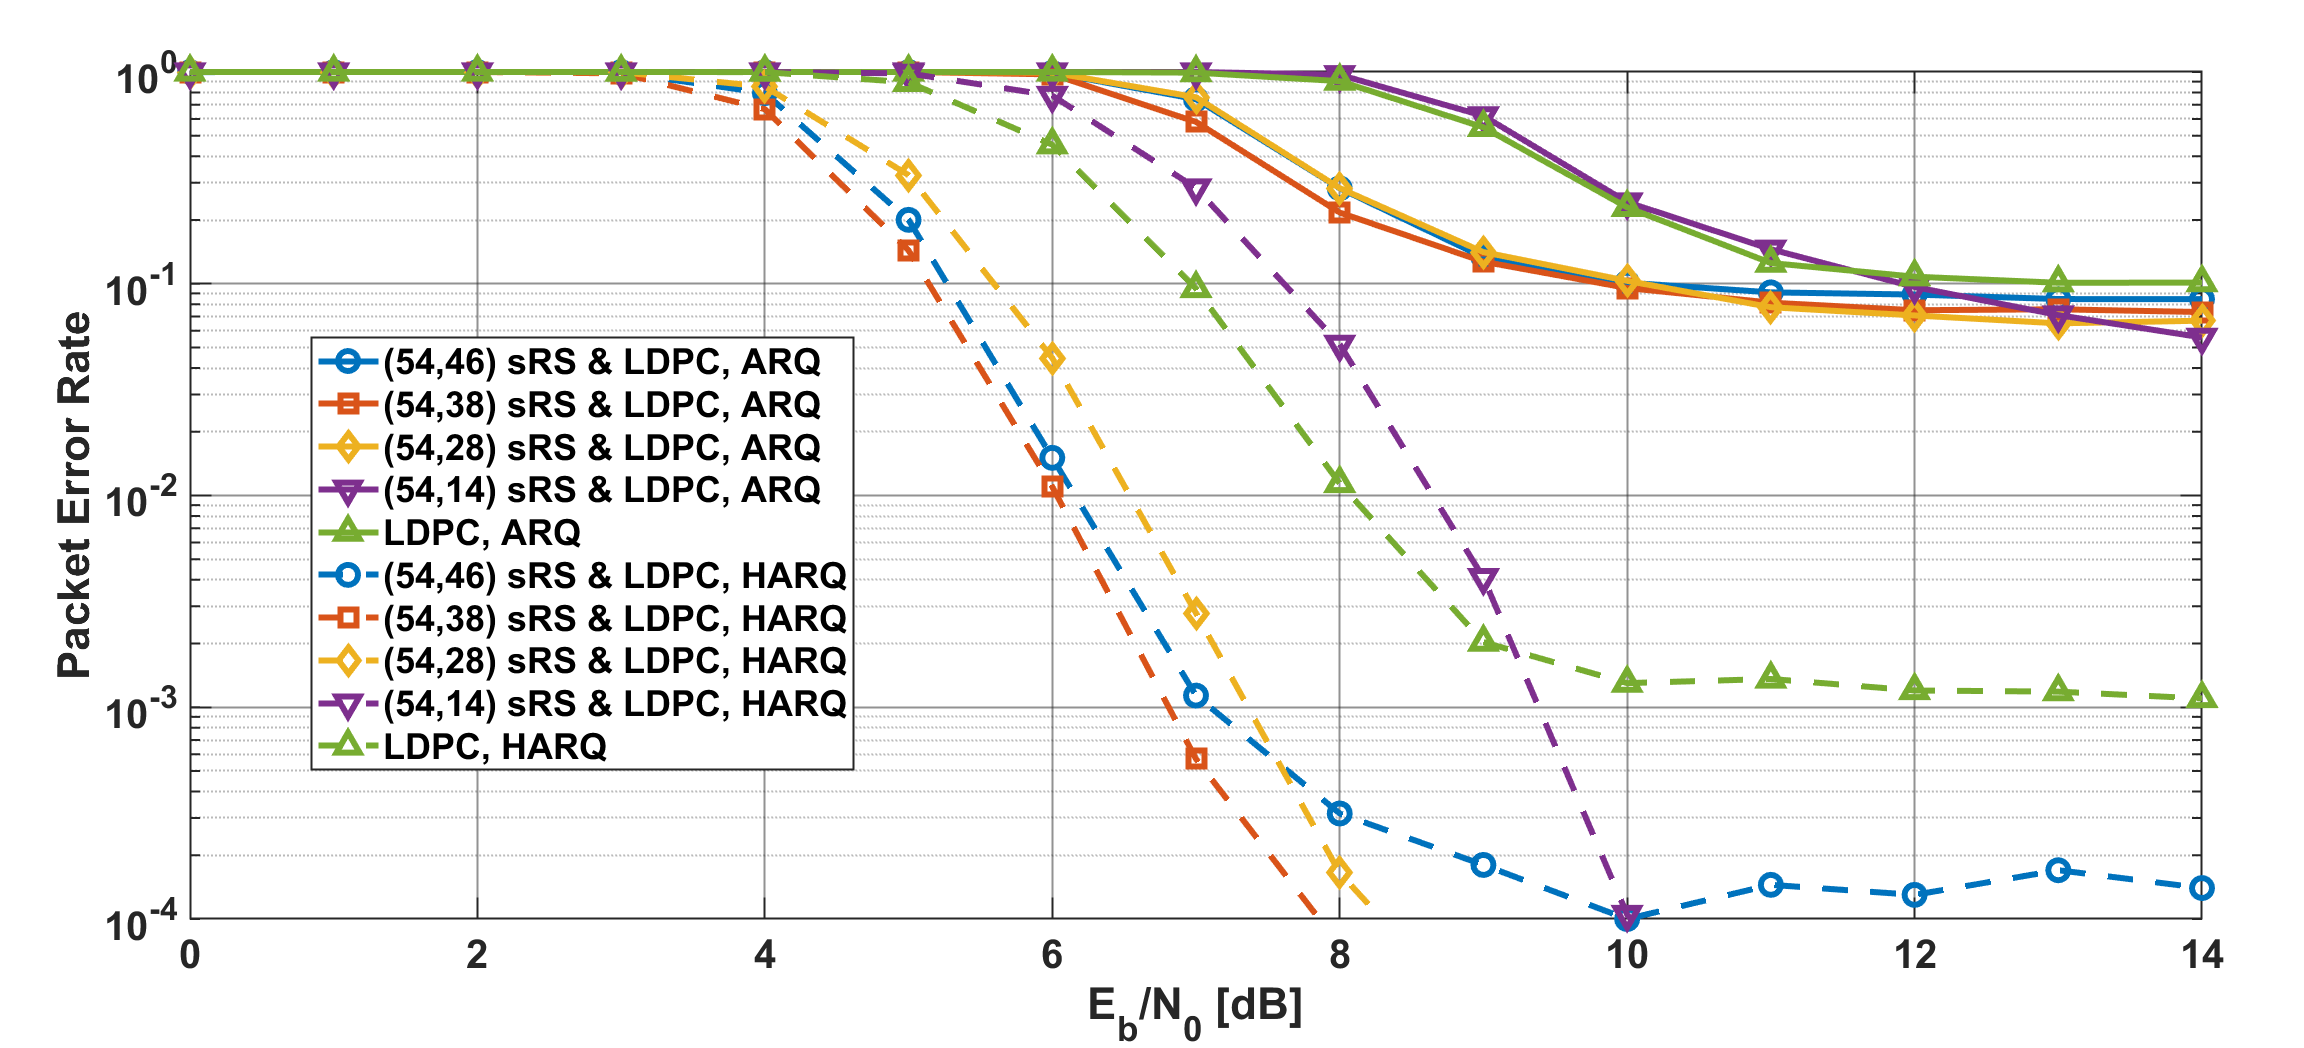 10^0
10^-1
10^-2
10^-3
10^-4
Packet Error Rate
(54,46) sRS & LDPC, ARQ
(54,38) sRS & LDPC, ARQ
(54,28) sRS & LDPC, ARQ
(54,14) sRS & LDPC, ARQ
LDPC, ARQ
(54,46) sRS & LDPC, HARQ
(54,38) sRS & LDPC, HARQ
(54,28) sRS & LDPC, HARQ
(54,14) sRS & LDPC, HARQ
LDPC, HARQ
0 2 4 6 8 10 12 14
E_b/N_0 [dB]